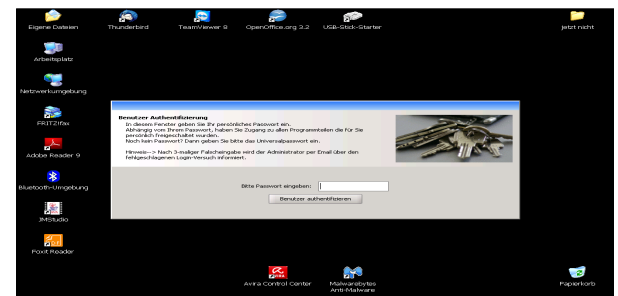 Eigene Dateien
Thunderbird
TeamViewer 8
OpenOffice.org 3.2
USB-Stick-Starter
jetzt nicht
Arbeitsplatz
Netzwerkumgebung
FRITZ!fax
Adobe Reader 9
Bluetooth-Umgebung
JMStudio
Foxit Reader
Benutzer Authentifizierung
In diesem Fenster geben Sie Ihr persönliches Passwort ein.
Abhängig vom Ihrem Passwort, haben Sie Zugang zu allen Programmteilen die für Sie
persönlich freigeschaltet wurden.
Noch kein Passwort? Dann geben Sie bitte das Universalpasswort ein.
Hinweis--> Nach 3-maliger Falscheingabe wird der Administrator per Email über den
fehlgeschlagenen Login-Versuch informiert.
Bitte Passwort eingeben:
Benutzer authentifizieren
Avira Control Center
Malwarebytes
Anti-Malware
Papierkorb